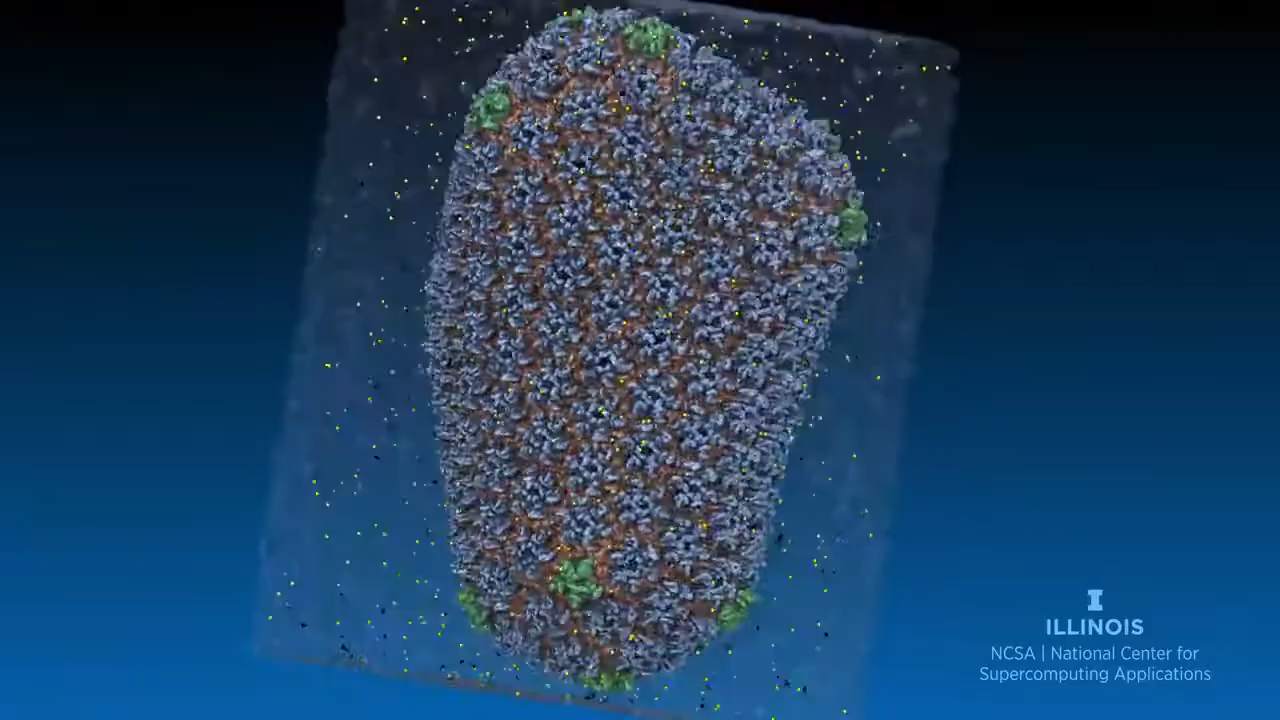 ILLINOIS
NCSA | National Center for
Supercomputing Applications